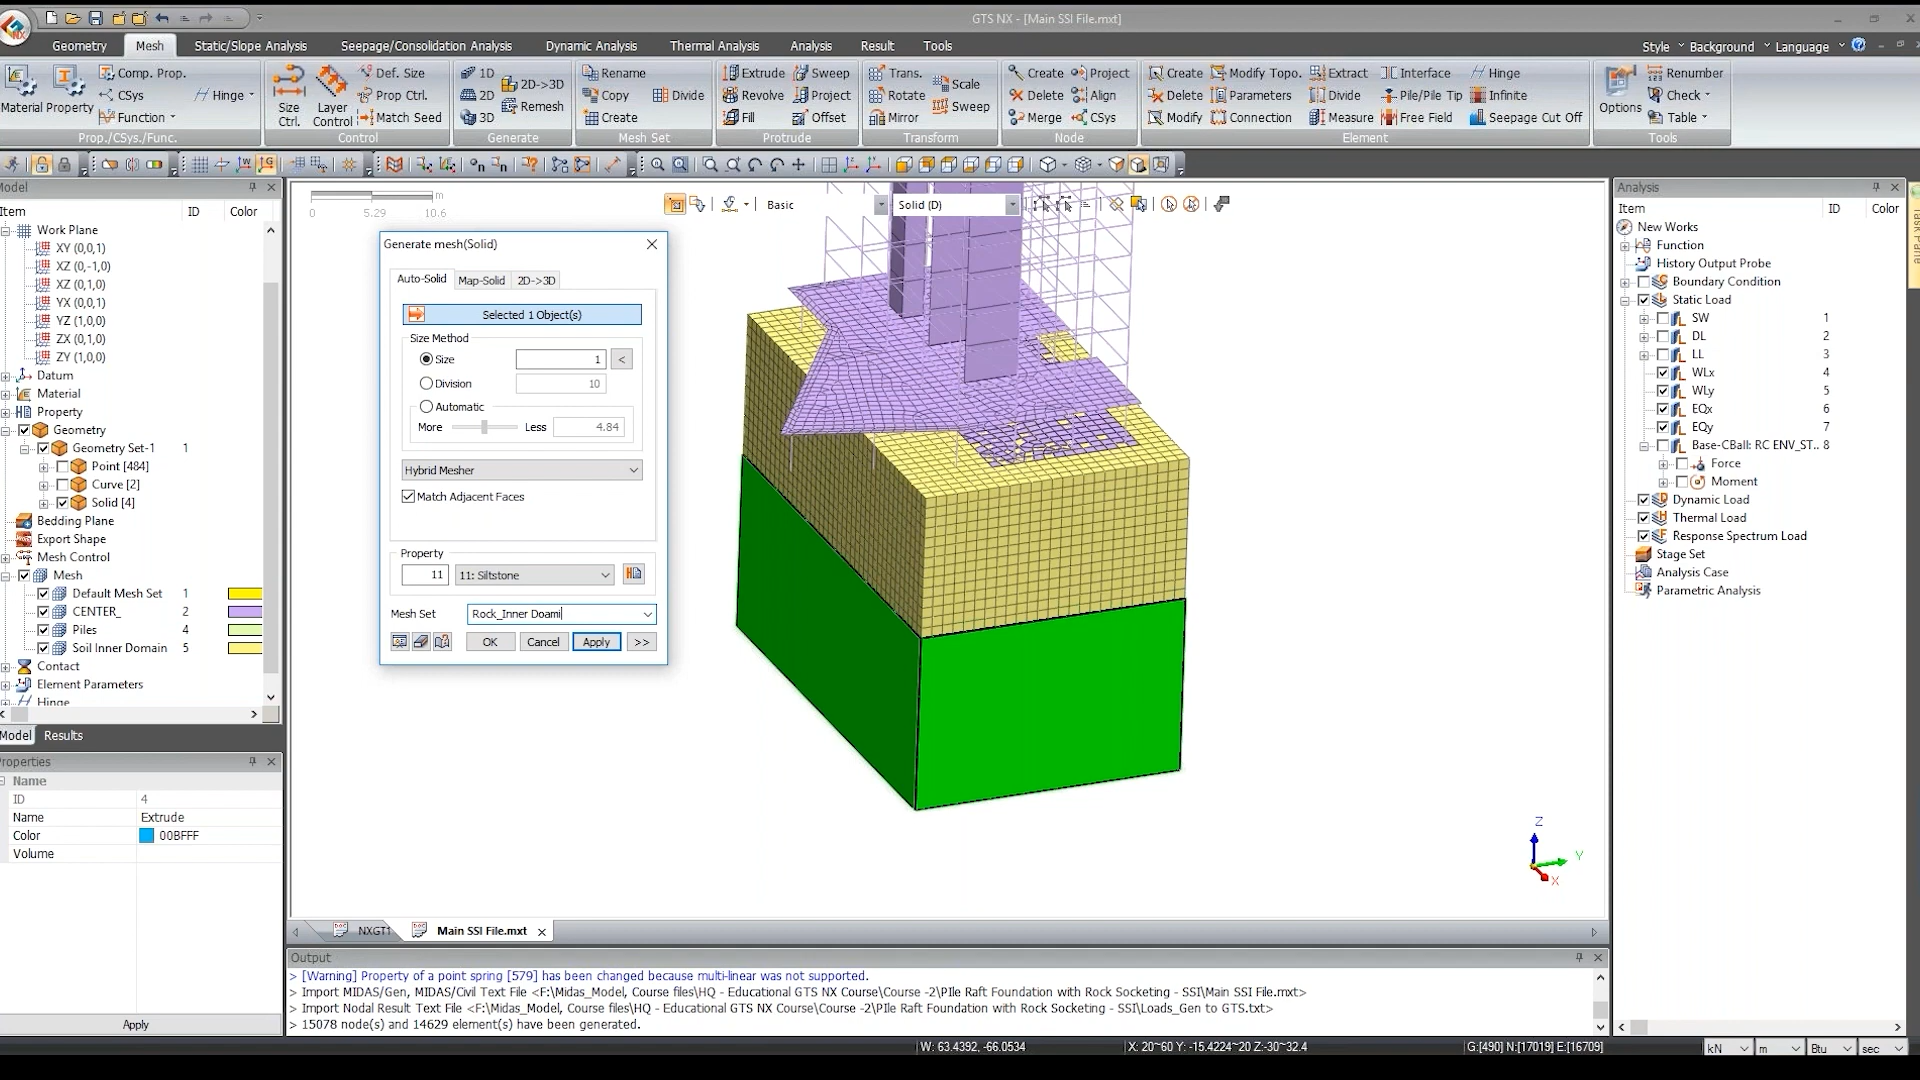 GTS NX - [Main SSI File.mxt]
Geometry Mesh Static/Slope Analysis Seepage/Consolidation Analysis Dynamic Analysis Thermal Analysis Analysis Result Tools
Style Background Language
Material Property Comp. Prop. CSys Function Hinge
Prop./CSys./Func.
Size Ctrl. Layer Control Def. Size Prop Ctrl. Match Seed
Control
1D 2D 3D 2D->3D Remesh
Generate
Rename Copy Create Divide
Mesh Set
Extrude Revolve Fill Sweep Project Offset
Protrude
Trans. Rotate Mirror Scale Sweep
Transform
Create Delete Merge Project Align CSys
Node
Create Delete Modify Modify Topo. Parameters Connection Extract Divide Measure Interface Pile/Pile Tip Free Field Hinge Infinite Seepage Cut Off
Element
Options Renumber Check Table
Tools
Model
Item ID Color
Work Plane
XY (0,0,1)
XZ (0,-1,0)
XZ (0,1,0)
YX (0,0,1)
YZ (1,0,0)
ZX (0,1,0)
ZY (1,0,0)
Datum
Material
Property
Geometry
Geometry Set-1 1
Point [484]
Curve [2]
Solid [4]
Bedding Plane
Export Shape
Mesh Control
Mesh
Default Mesh Set 1
CENTER_ 2
Piles 4
Soil Inner Domain 5
Contact
Element Parameters
Hinge
Model Results
Properties
Name
ID 4
Name Extrude
Color 00BFFF
Volume
Apply
m
0 5.29 10.6
Basic Solid (D)
Generate mesh(Solid)
Auto-Solid Map-Solid 2D->3D
Selected 1 Object(s)
Size Method
Size 1 <
Division 10
Automatic
More Less 4.84
Hybrid Mesher
Match Adjacent Faces
Property
11 11: Siltstone
Mesh Set Rock_Inner Doami
OK Cancel Apply >>
Z
Y
X
NXGT1 Main SSI File.mxt
Output
> [Warning] Property of a point spring [579] has been changed because multi-linear was not supported.
> Import MIDAS/Gen, MIDAS/Civil Text File <F:\Midas_Model, Course files\HQ - Educational GTS NX Course\Course -2\PIle Raft Foundation with Rock Socketing - SSI\Main SSI File.mxt>
> Import Nodal Result Text File <F:\Midas_Model, Course files\HQ - Educational GTS NX Course\Course -2\PIle Raft Foundation with Rock Socketing - SSI\Loads_Gen to GTS.txt>
> 15078 node(s) and 14629 element(s) have been generated.
Analysis
Item ID Color
New Works
Function
History Output Probe
Boundary Condition
Static Load
SW 1
DL 2
LL 3
WLx 4
WLy 5
EQx 6
EQy 7
Base-CBall: RC ENV_ST.. 8
Force
Moment
Dynamic Load
Thermal Load
Response Spectrum Load
Stage Set
Analysis Case
Parametric Analysis
W: 63.4392, -66.0534 X: 20~60 Y: -15.4224~20 Z:-30~32.4 G:[490] N:[17019] E:[16709] kN m Btu sec